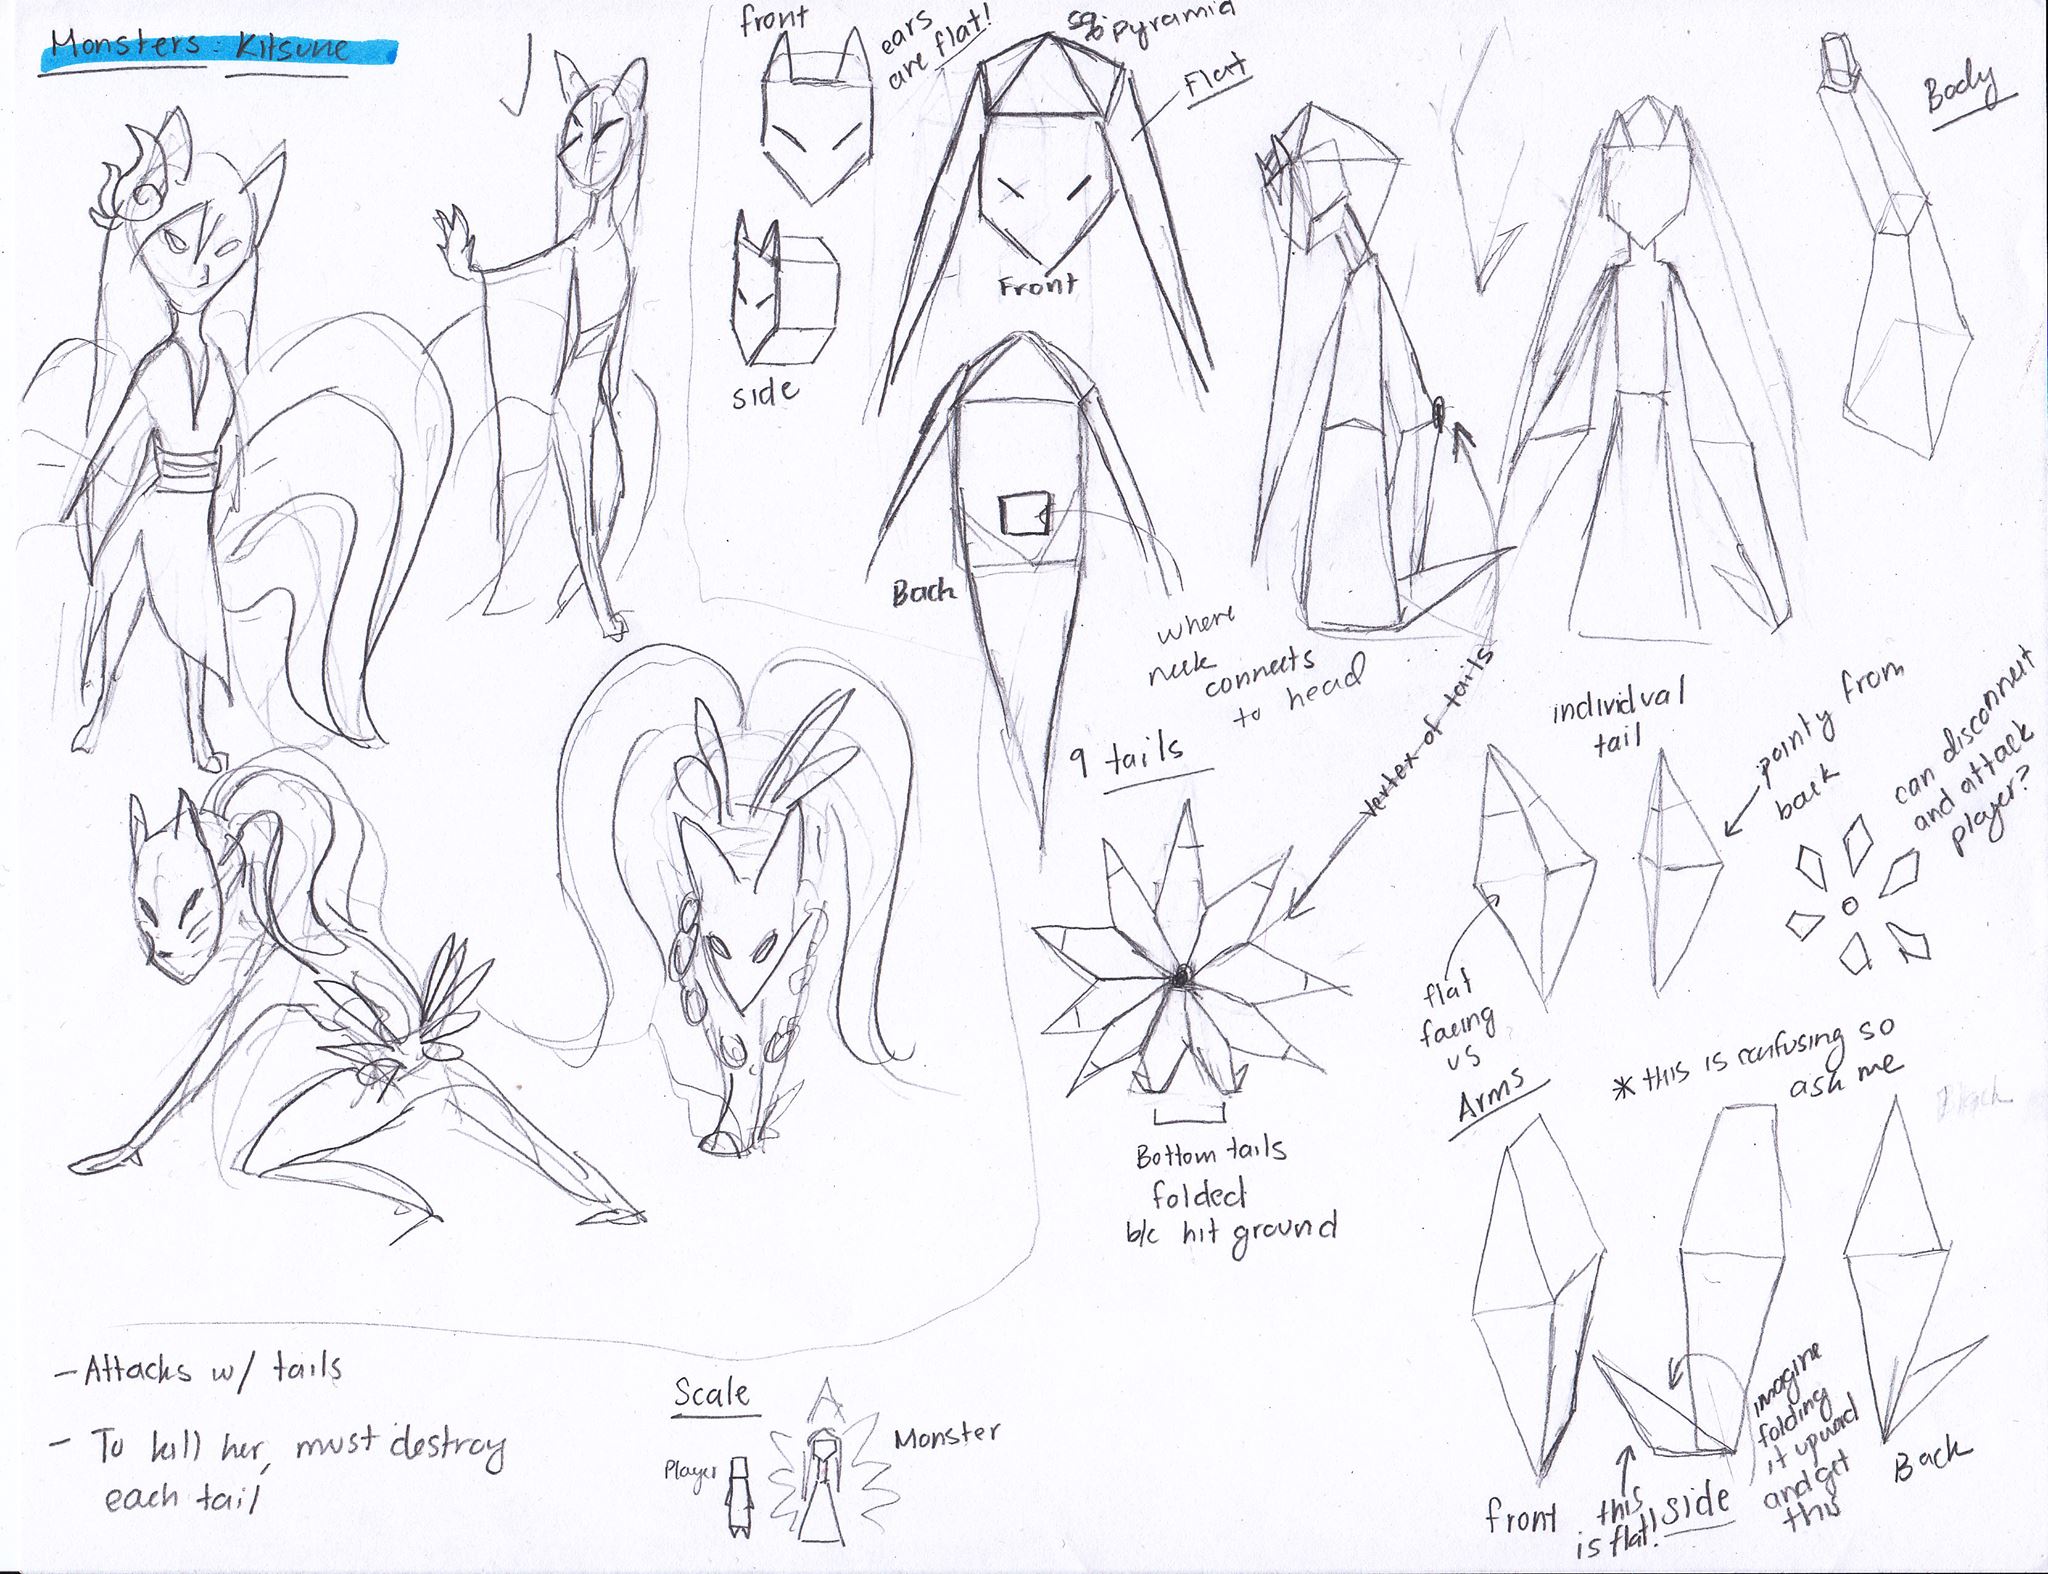 Monsters: Kitsune
front
ears
are flat!
side
sq pyramid
Flat
Front
Back
where
neck
connects
to head
Body
9 tails
vertex of tails
Bottom tails
folded
b/c hit ground
individual
tail
pointy from
back
flat
facing
us
can disconnect
and attack
player?
Arms
* this is confusing so
ask me
Black
front
this
is flat!
side
imagine
folding
it upward
and get
this
Back
- Attacks w/ tails
- To kill her, must destroy
each tail
Scale
Player
Monster